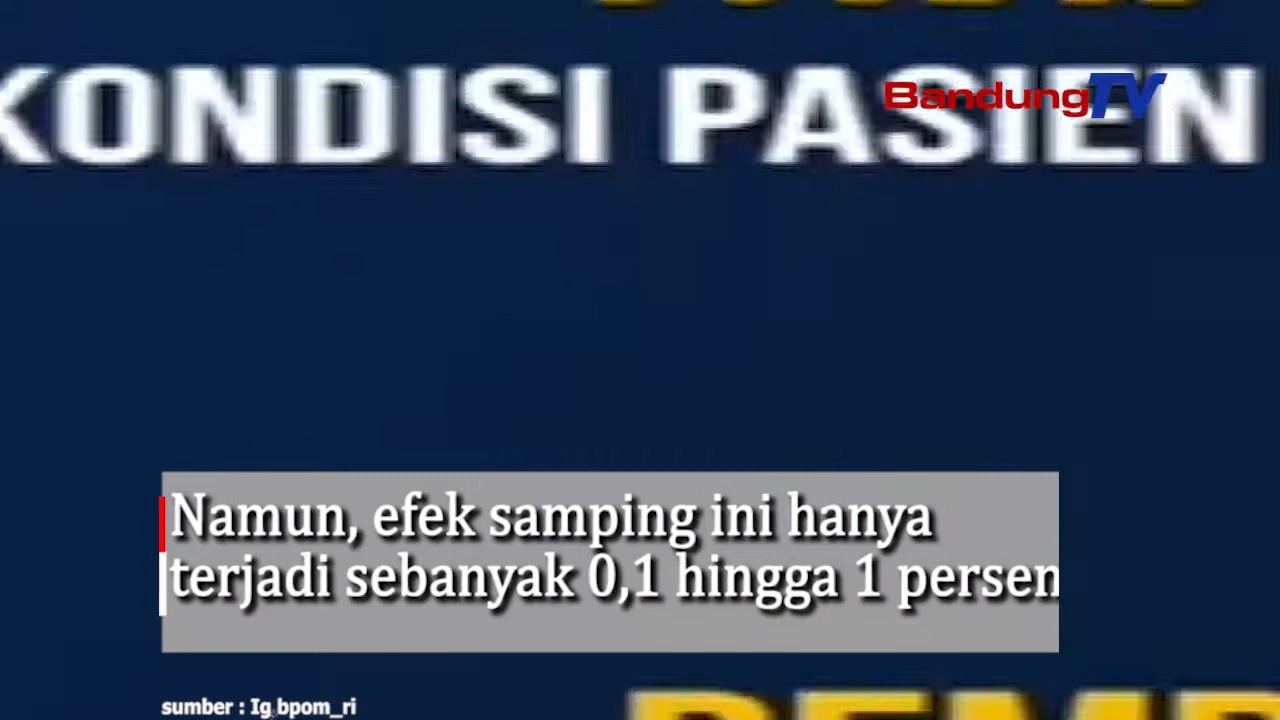 KONDISI PASIEN
BandungTV
Namun, efek samping ini hanya
terjadi sebanyak 0,1 hingga 1 persen
sumber : Ig bpom_ri